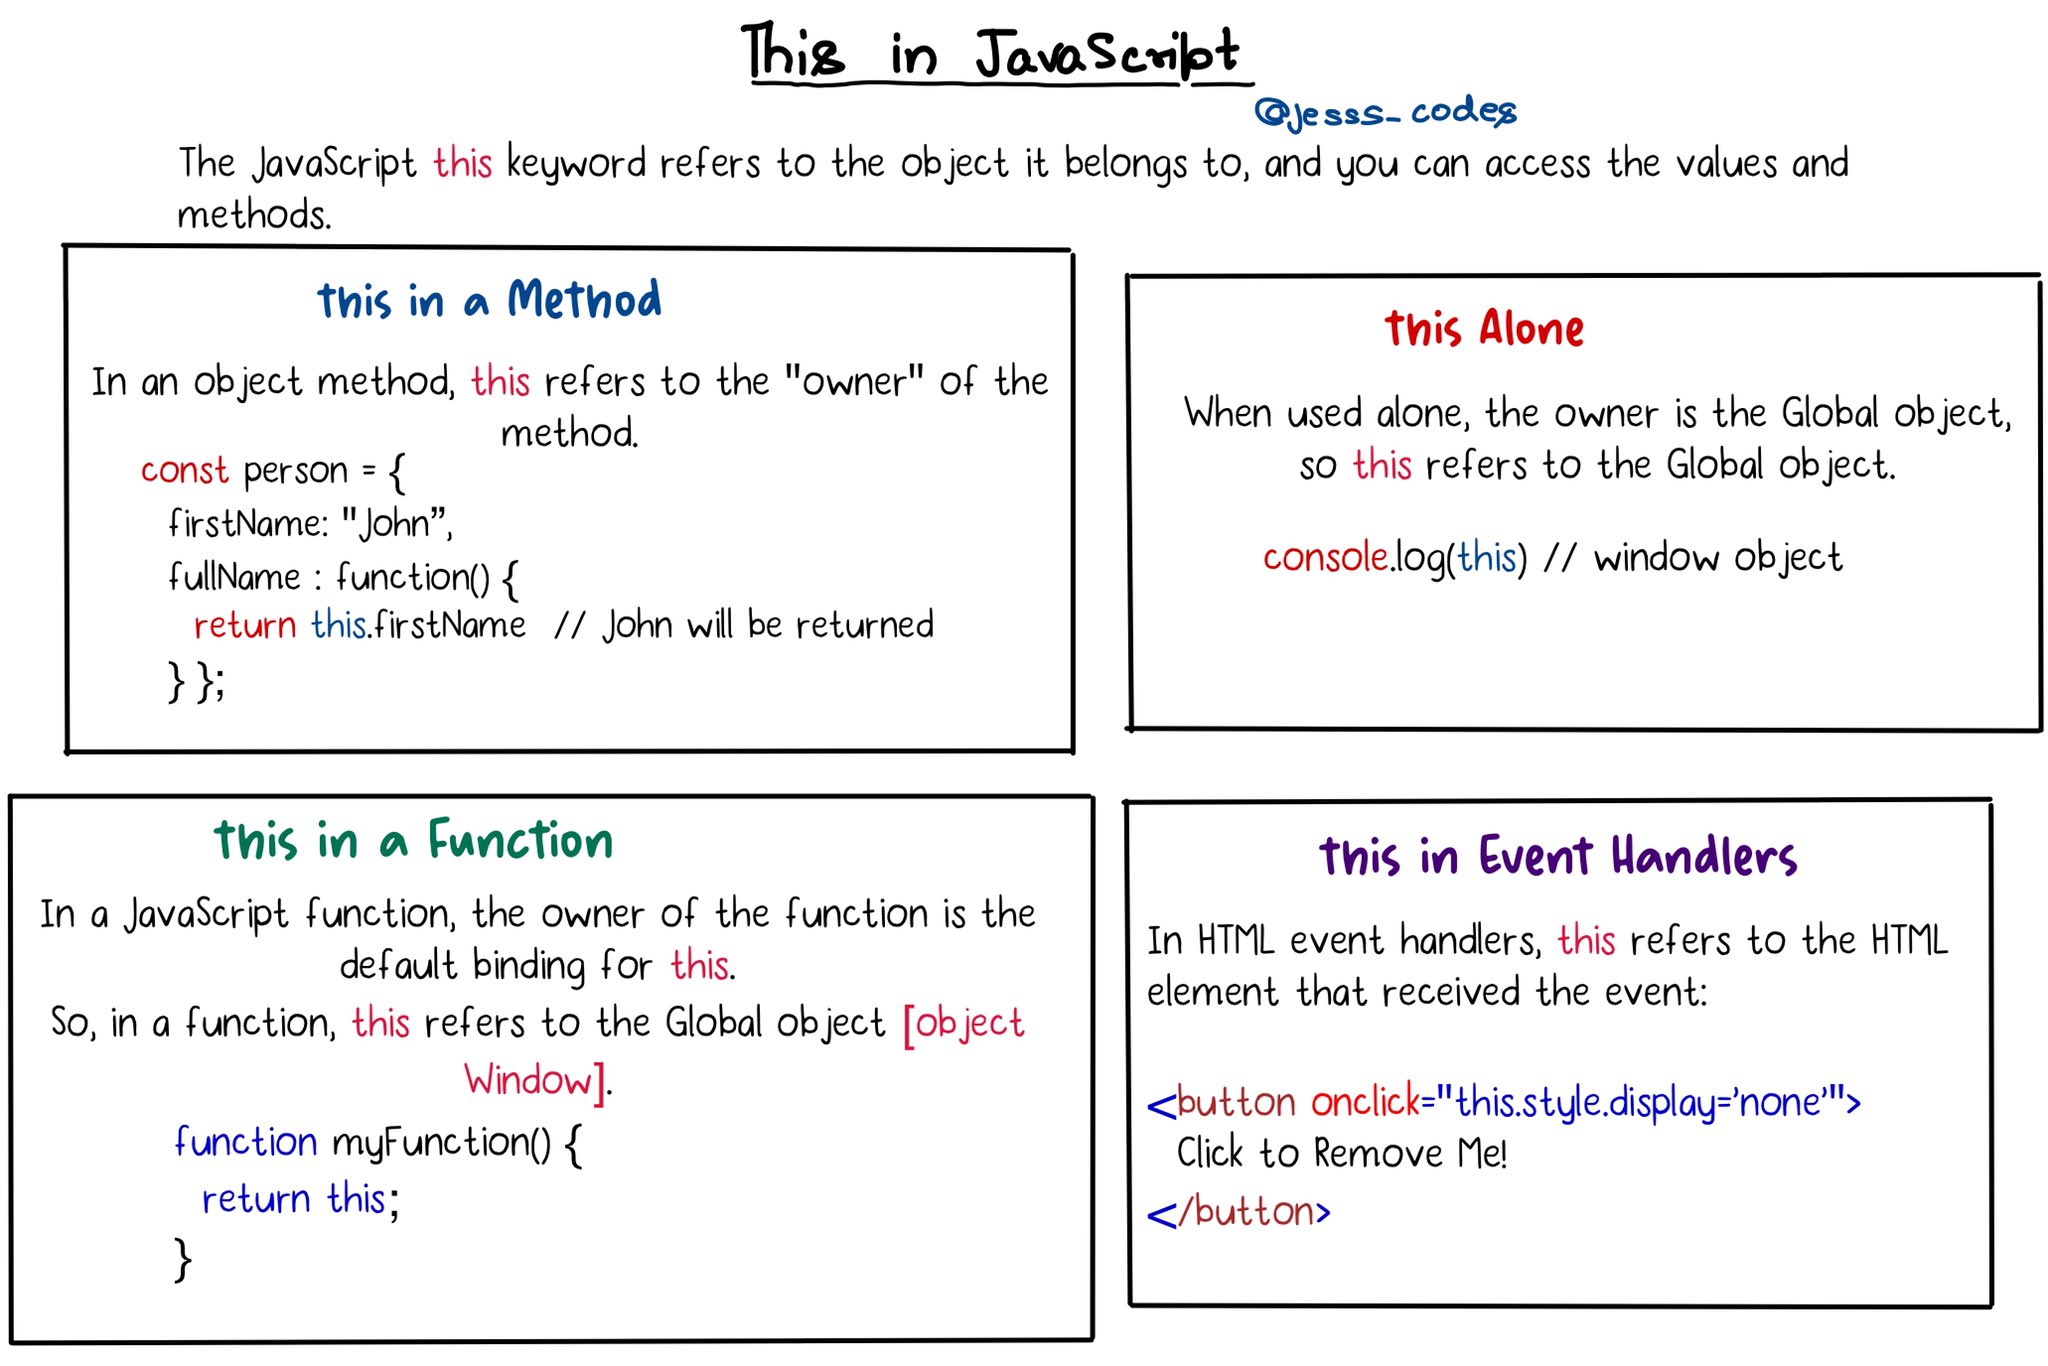 This in JavaScript
@jesss_codes
The JavaScript this keyword refers to the object it belongs to, and you can access the values and
methods.
this in a Method
In an object method, this refers to the "owner" of the
method.
const person = {
firstName: "John”,
fullName : function() {
return this.firstName // John will be returned
} };
this Alone
When used alone, the owner is the Global object,
so this refers to the Global object.
console.log(this) // window object
this in a Function
In a JavaScript function, the owner of the function is the
default binding for this.
So, in a function, this refers to the Global object [object
Window].
function myFunction() {
return this;
}
this in Event Handlers
In HTML event handlers, this refers to the HTML
element that received the event:
<button onclick="this.style.display='none'">
Click to Remove Me!
</button>